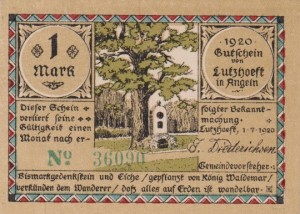 1
Mark
1920
Gutschein
von
Lutzhoeft
in Angeln
Dieser Schein
verliert seine
Gültigkeit einen
Monat nach er-
folgter Bekannt-
machung.
Lutzhoeft, 1.7.1920
No 36090
Gemeindevorsteher.
Bismarckgedenkstein und Eiche / gepflanzt von König Waldemar /
verkünden dem Wanderer / daß alles auf Erden ist wandelbar.